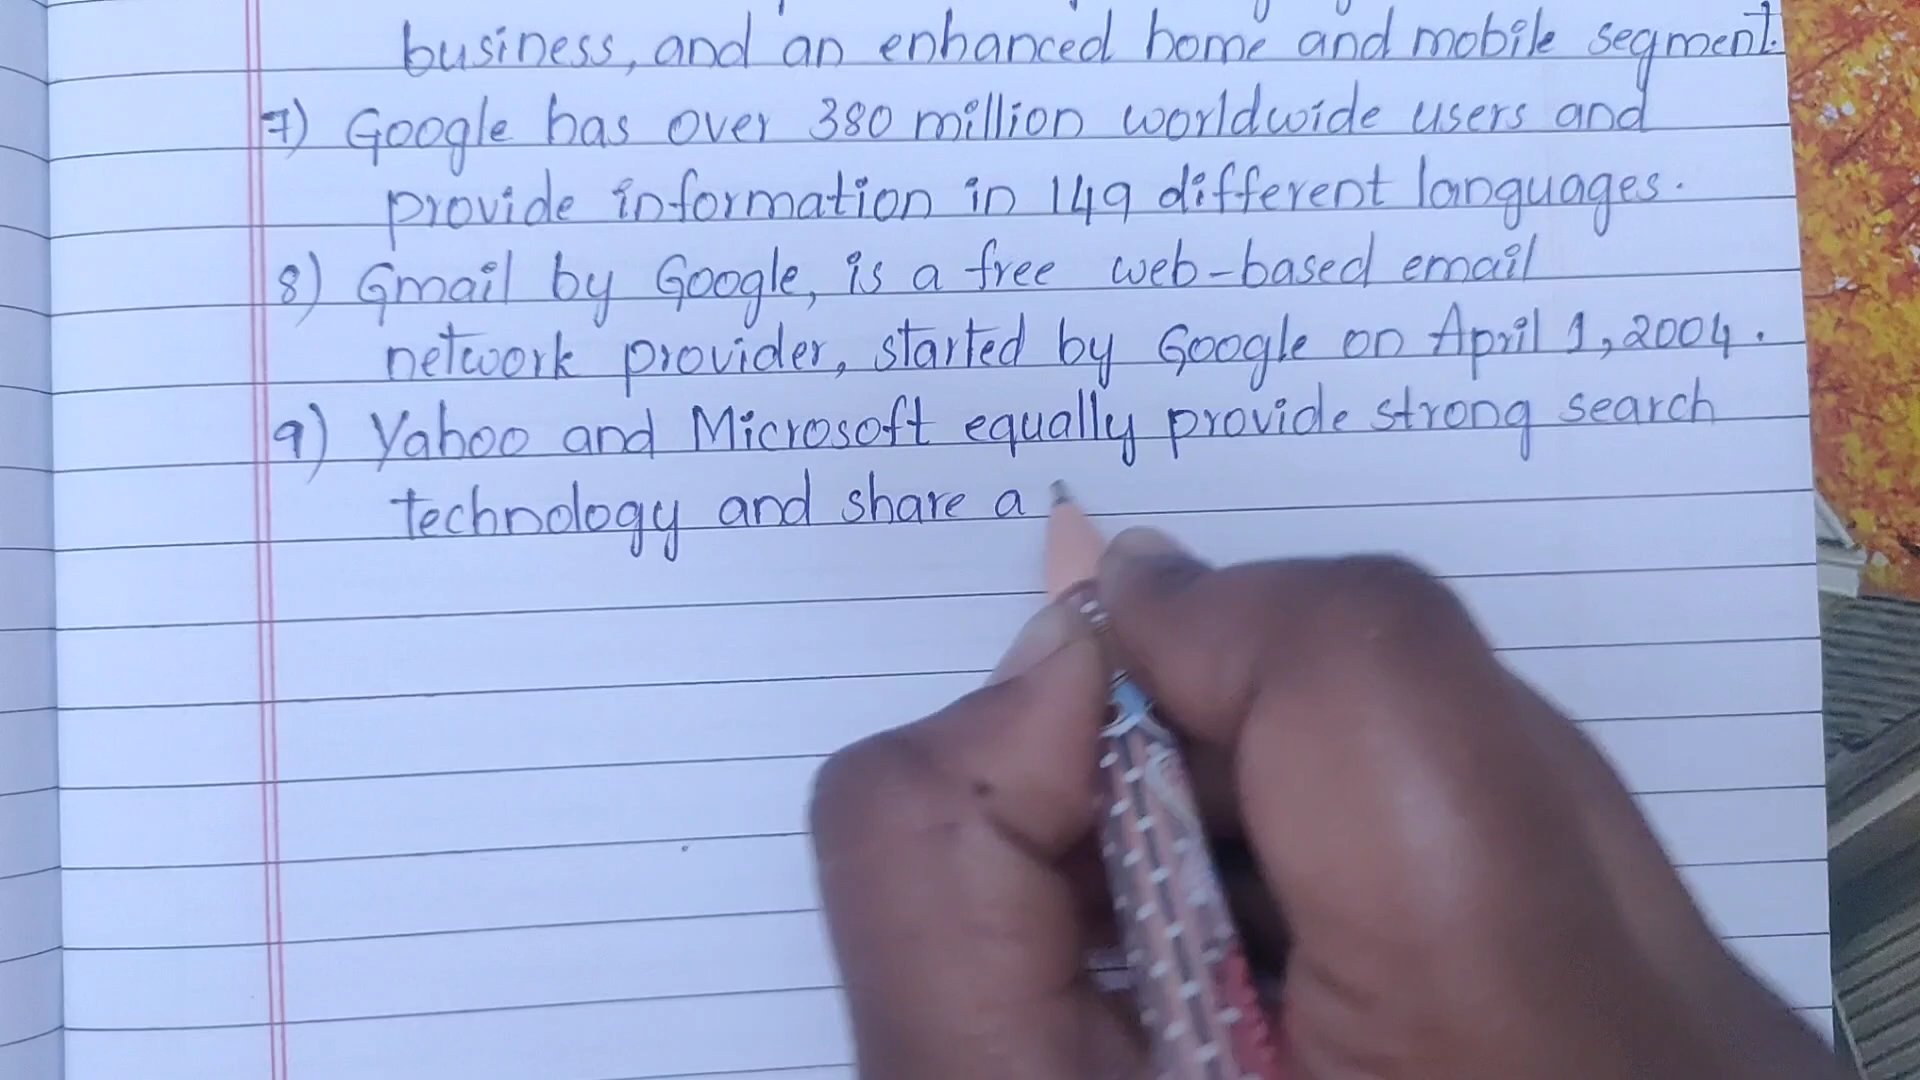 business, and an enhanced home and mobile segment.
7) Google has over 380 million worldwide users and
provide information in 149 different languages.
8) Gmail by Google, is a free web-based email
network provider, started by Google on April 1, 2004.
9) Yahoo and Microsoft equally provide strong search
technology and share a